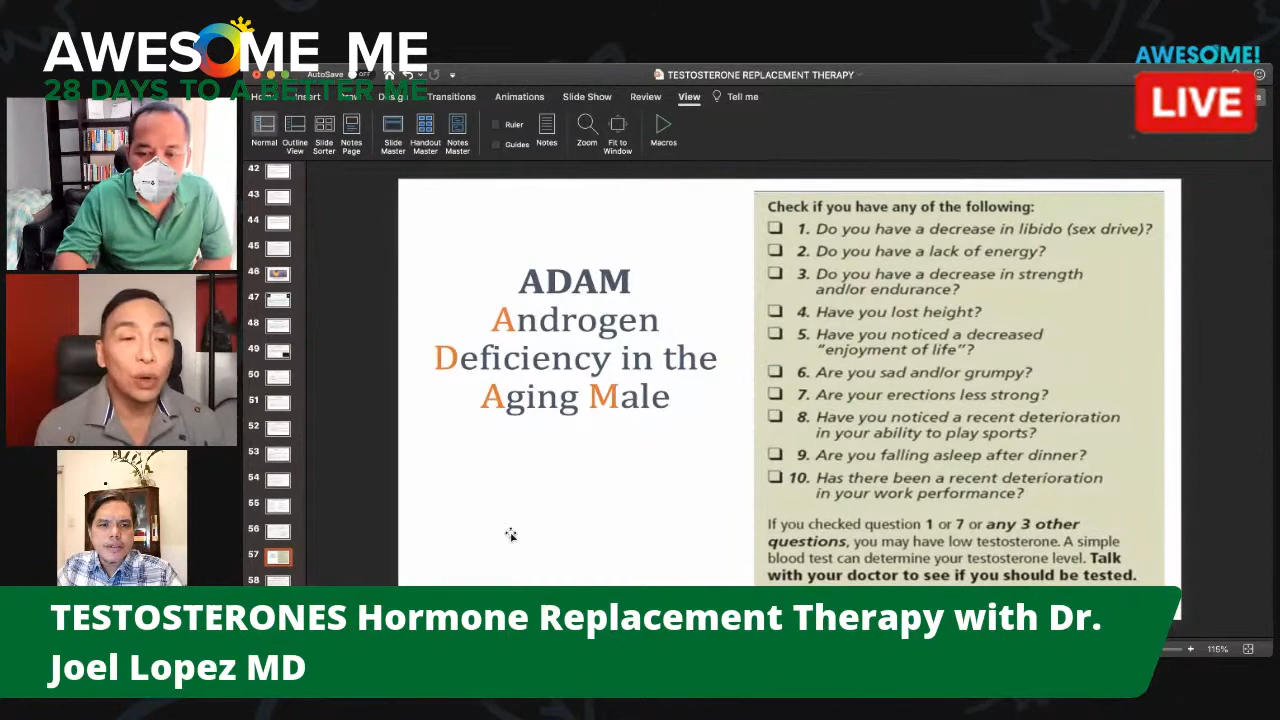 AWESOME ME
28 DAYS TO A BETTER ME
AWESOME!
LIVE
AutoSave OFF
TESTOSTERONE REPLACEMENT THERAPY
Transitions Animations Slide Show Review View Tell me
Normal Outline View Slide Sorter Notes Page Slide Master Handout Master Notes Master Ruler Guides Notes Zoom Fit to Window Macros
42
43
44
45
46
47
48
49
50
51
52
53
54
55
56
57
58
ADAM
Androgen
Deficiency in the
Aging Male
Check if you have any of the following:
1. Do you have a decrease in libido (sex drive)?
2. Do you have a lack of energy?
3. Do you have a decrease in strength
and/or endurance?
4. Have you lost height?
5. Have you noticed a decreased
“enjoyment of life”?
6. Are you sad and/or grumpy?
7. Are your erections less strong?
8. Have you noticed a recent deterioration
in your ability to play sports?
9. Are you falling asleep after dinner?
10. Has there been a recent deterioration
in your work performance?
If you checked question 1 or 7 or any 3 other
questions, you may have low testosterone. A simple
blood test can determine your testosterone level. Talk
with your doctor to see if you should be tested.
115%
TESTOSTERONES Hormone Replacement Therapy with Dr.
Joel Lopez MD